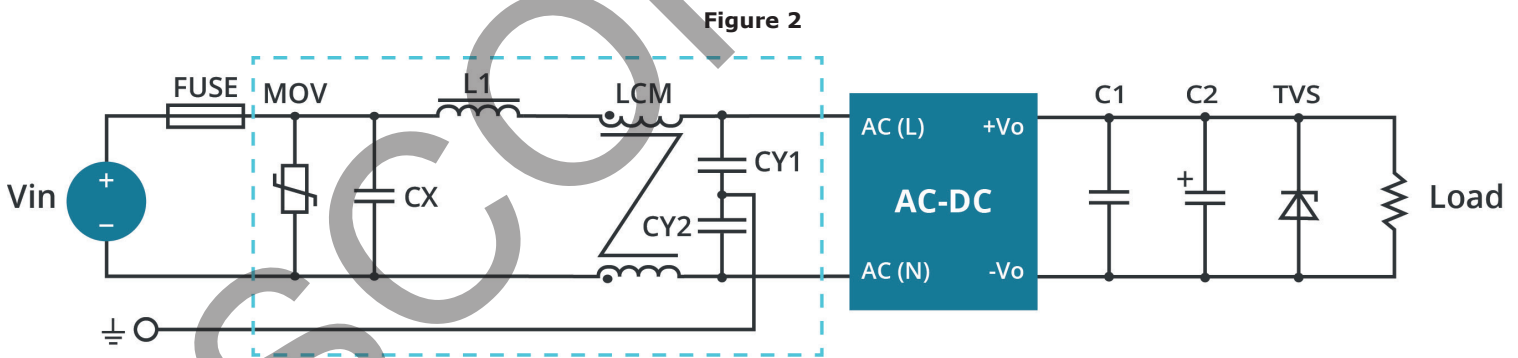 Figure 2
FUSE
MOV
L1
LCM
C1
C2
TVS
AC (L)
+Vo
CY1
+
Vin
−
CX
AC-DC
+
Load
CY2
AC (N)
-Vo